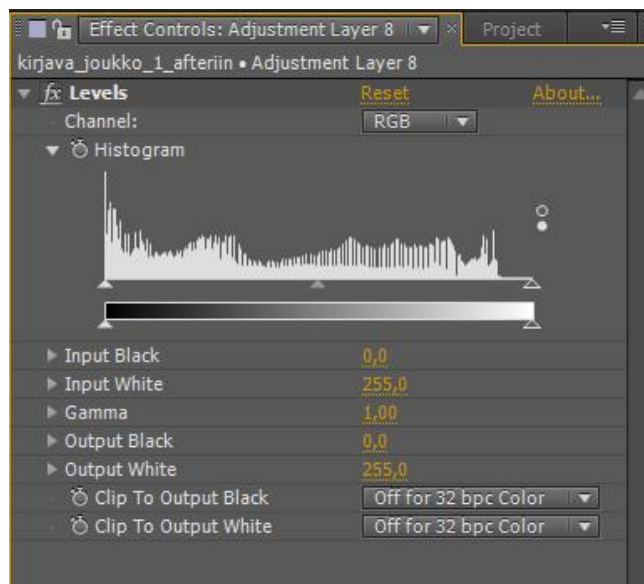 Effect Controls: Adjustment Layer 8 Project
kirjava_joukko_1_afteriin • Adjustment Layer 8
fx Levels Reset About...
Channel: RGB
Histogram
Input Black 0,0
Input White 255,0
Gamma 1,00
Output Black 0,0
Output White 255,0
Clip To Output Black Off for 32 bpc Color
Clip To Output White Off for 32 bpc Color